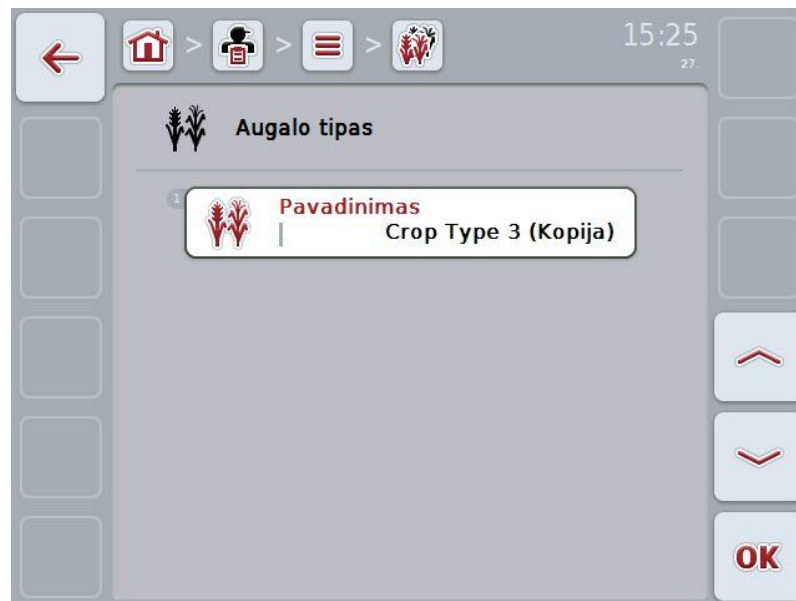 > > >
15:25
27.
Augalo tipas
1
Pavadinimas
Crop Type 3 (Kopija)
OK